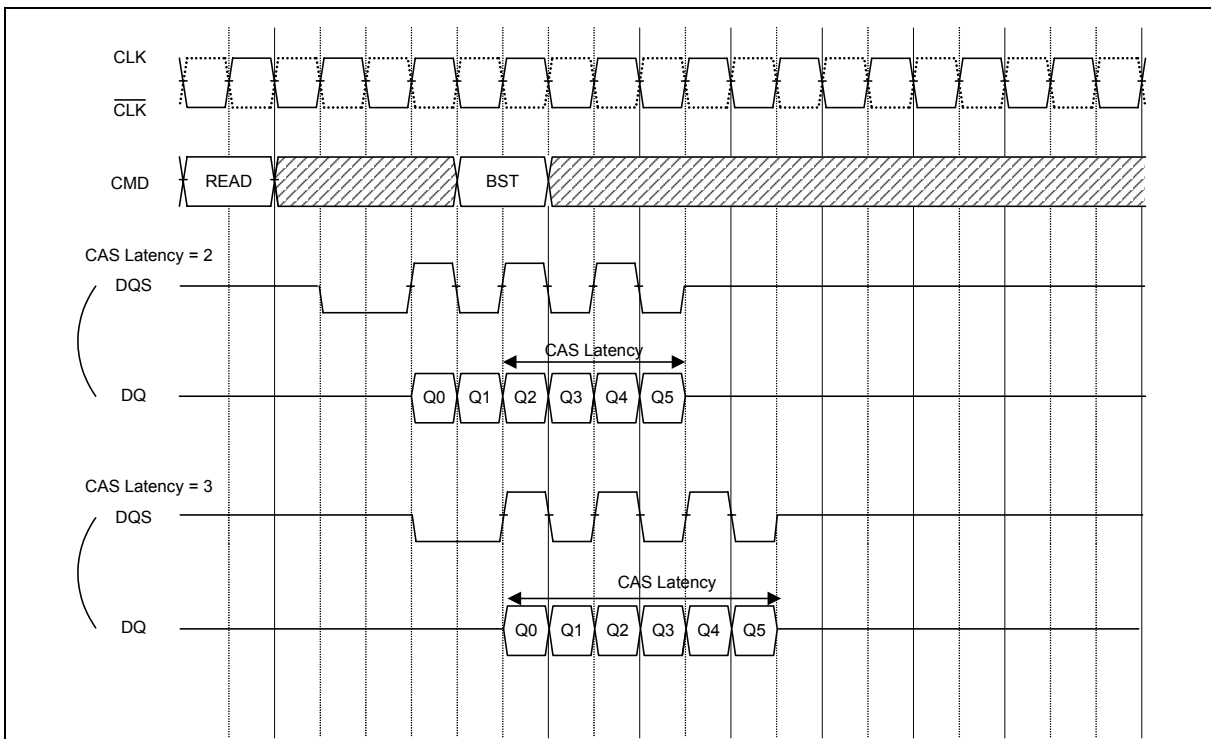 CLK
CLK
CMD
READ
BST
CAS Latency = 2
DQS
CAS Latency
DQ
Q0 Q1 Q2 Q3 Q4 Q5
CAS Latency = 3
DQS
CAS Latency
DQ
Q0 Q1 Q2 Q3 Q4 Q5